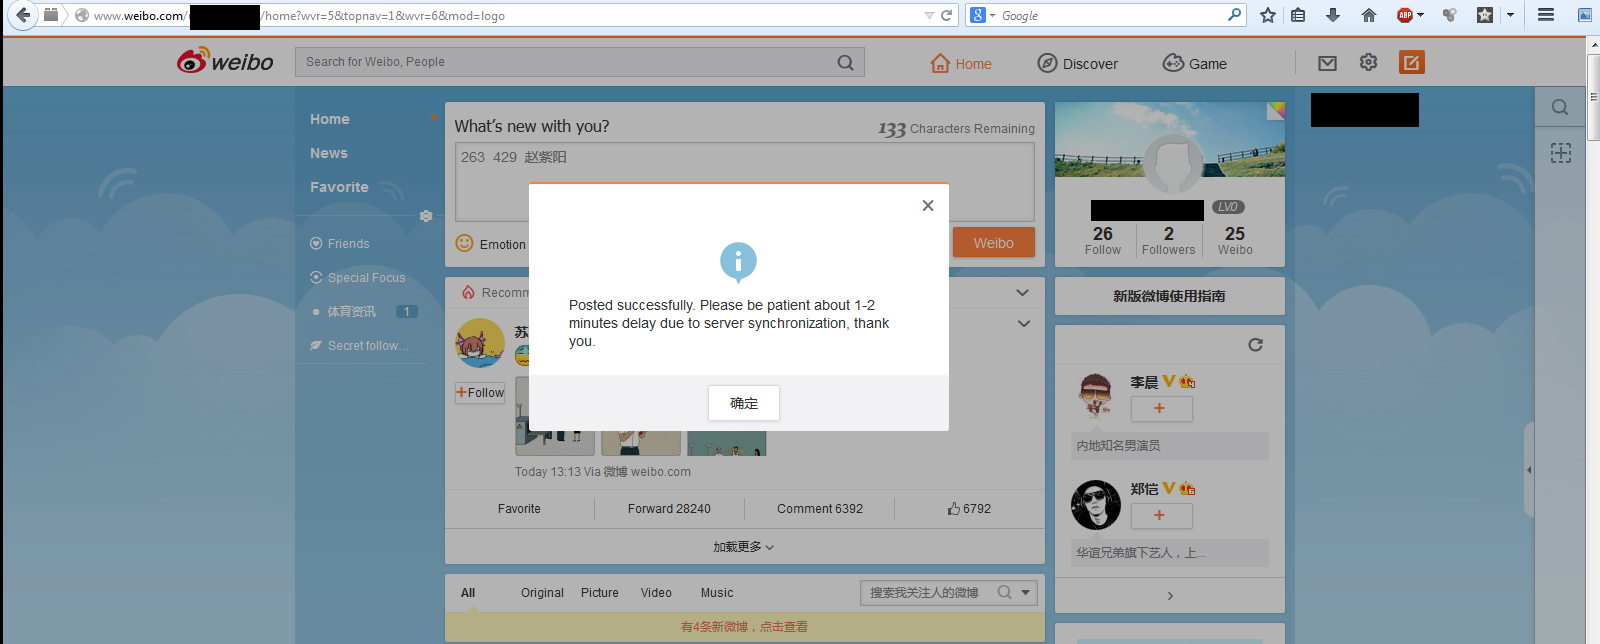 www.weibo.com/
/home?wvr=5&topnav=1&wvr=6&mod=logo
Google
ABP
weibo
Search for Weibo, People
Home
Discover
Game
Home
News
Favorite
Friends
Special Focus
体育资讯 1
Secret follow...
What's new with you?
133 Characters Remaining
263 429 赵紫阳
Emotion
Weibo
Posted successfully. Please be patient about 1-2
minutes delay due to server synchronization, thank
you.
确定
Recomm
苏
+Follow
Today 13:13 Via 微博 weibo.com
Favorite
Forward 28240
Comment 6392
6792
加载更多
All
Original
Picture
Video
Music
搜索我关注人的微博
有4条新微博，点击查看
LV0
26
Follow
2
Followers
25
Weibo
新版微博使用指南
李晨 V
+
内地知名男演员
郑恺 V
+
华谊兄弟旗下艺人，上...